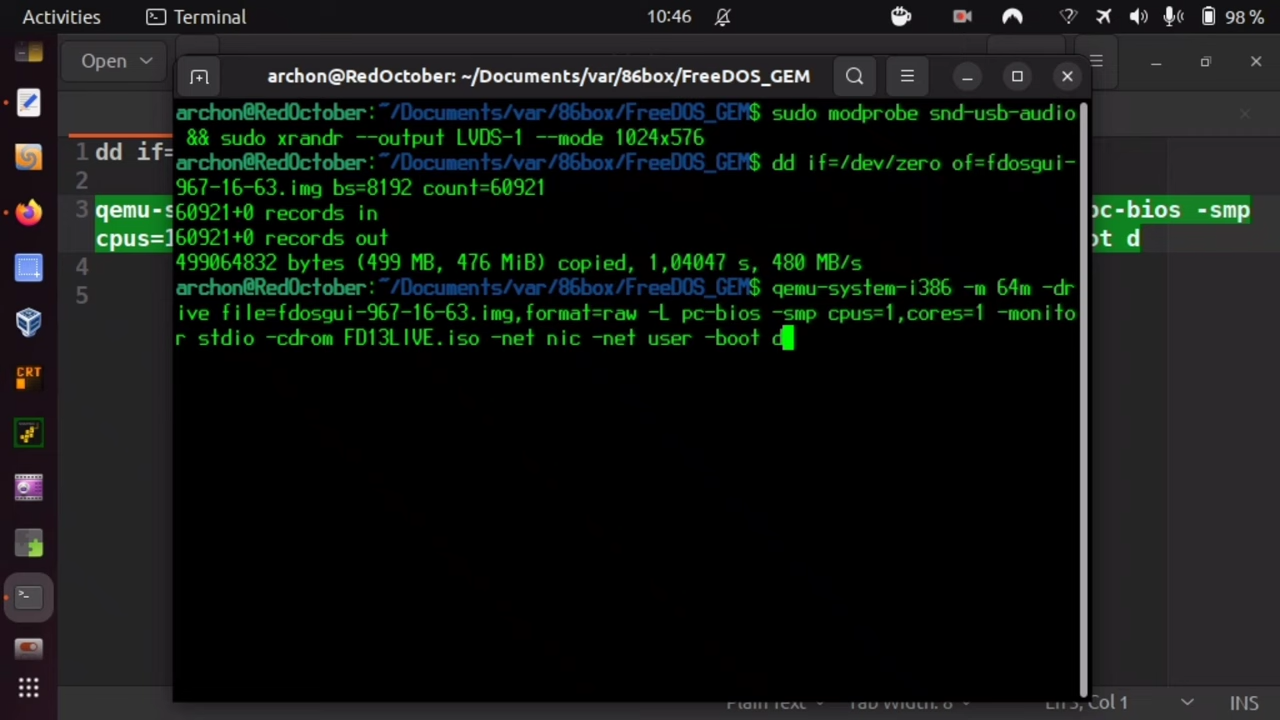 Activities Terminal 10:46 98 %
Open
archon@RedOctober: ~/Documents/var/86box/FreeDOS_GEM
archon@RedOctober:~/Documents/var/86box/FreeDOS_GEM$ sudo modprobe snd-usb-audio
&& sudo xrandr --output LVDS-1 --mode 1024x576
archon@RedOctober:~/Documents/var/86box/FreeDOS_GEM$ dd if=/dev/zero of=fdosgui-
967-16-63.img bs=8192 count=60921
60921+0 records in
60921+0 records out
499064832 bytes (499 MB, 476 MiB) copied, 1,04047 s, 480 MB/s
archon@RedOctober:~/Documents/var/86box/FreeDOS_GEM$ qemu-system-i386 -m 64m -dr
ive file=fdosgui-967-16-63.img,format=raw -L pc-bios -smp cpus=1,cores=1 -monito
r stdio -cdrom FD13LIVE.iso -net nic -net user -boot d
1 dd if=
2
3 qemu-s pc-bios -smp
cpus=1 ot d
4
5
CRT
Plain Text Tab Width: 8 Ln 3, Col 1 INS